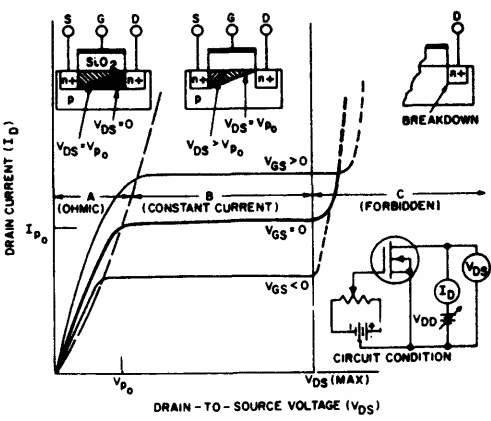 S G D
SiO2
n+ n+
P
VDS=0
VDS=Vpo
S G D
n+ n+
P
VDS=Vpo
VDS>Vpo
D
n+
BREAKDOWN
DRAIN CURRENT (ID)
VGS>0
A
(OHMIC)
B
(CONSTANT CURRENT)
C
(FORBIDDEN)
Ipo
VGS=0
VGS<0
VDS
ID
VDD
+
CIRCUIT CONDITION
Vpo
VDS(MAX)
DRAIN-TO-SOURCE VOLTAGE (VDS)